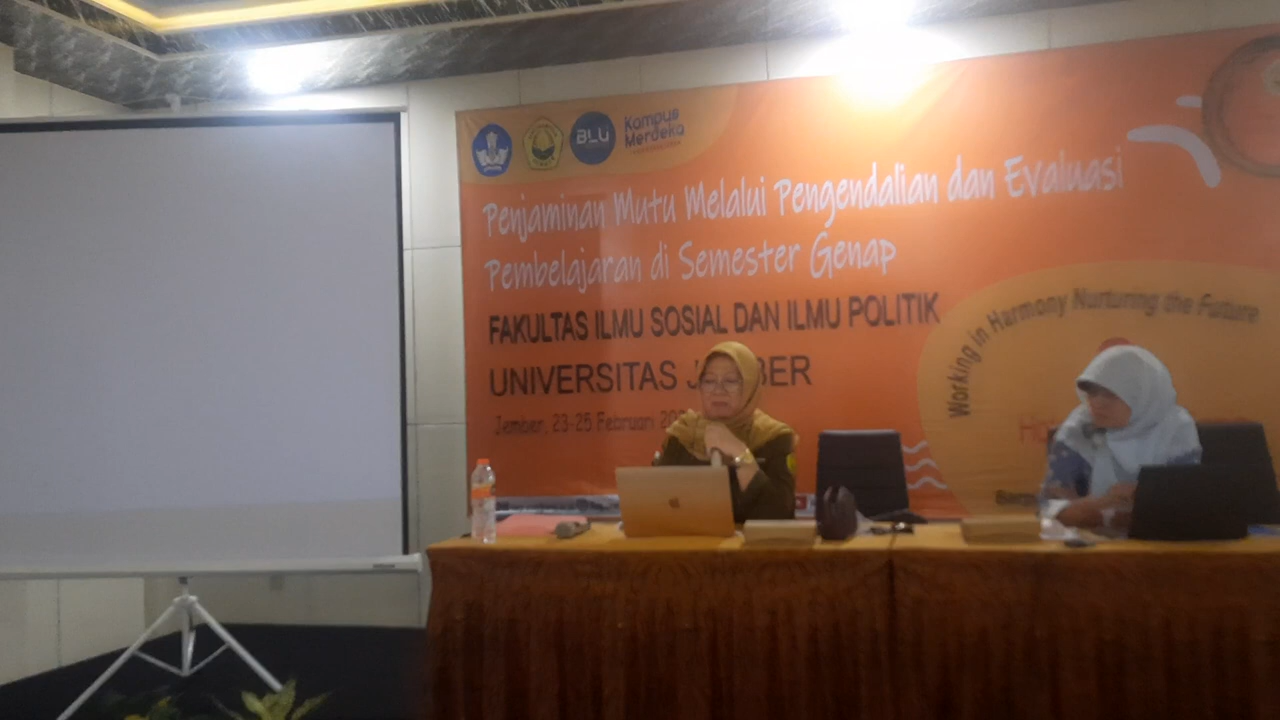 BLU
Kampus
Merdeka
Penjaminan Mutu Melalui Pengendalian dan Evaluasi
Pembelajaran di Semester Genap
FAKULTAS ILMU SOSIAL DAN ILMU POLITIK
UNIVERSITAS J BER
Jember, 23-25 Februari
Working in Harmony Nurturing the Future